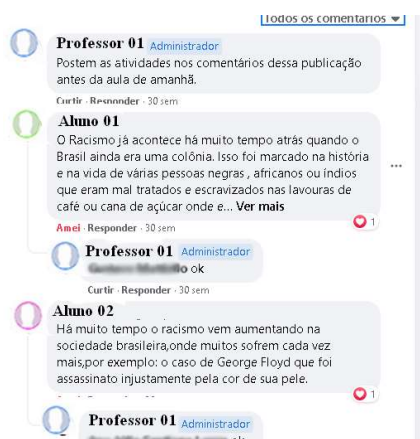 Todos os comentários
Professor 01 Administrador
Postem as atividades nos comentários dessa publicação
antes da aula de amanhã.
Curtir · Responder · 30 sem
Aluno 01
O Racismo já acontece há muito tempo atrás quando o
Brasil ainda era uma colônia. Isso foi marcado na história
e na vida de várias pessoas negras , africanos ou índios
que eram mal tratados e escravizados nas lavouras de
café ou cana de açúcar onde e... Ver mais
1
Amei · Responder · 30 sem
Professor 01 Administrador
ok
Curtir · Responder · 30 sem
Aluno 02
Há muito tempo o racismo vem aumentando na
sociedade brasileira,onde muitos sofrem cada vez
mais,por exemplo: o caso de George Floyd que foi
assassinato injustamente pela cor de sua pele.
1
Professor 01 Administrador